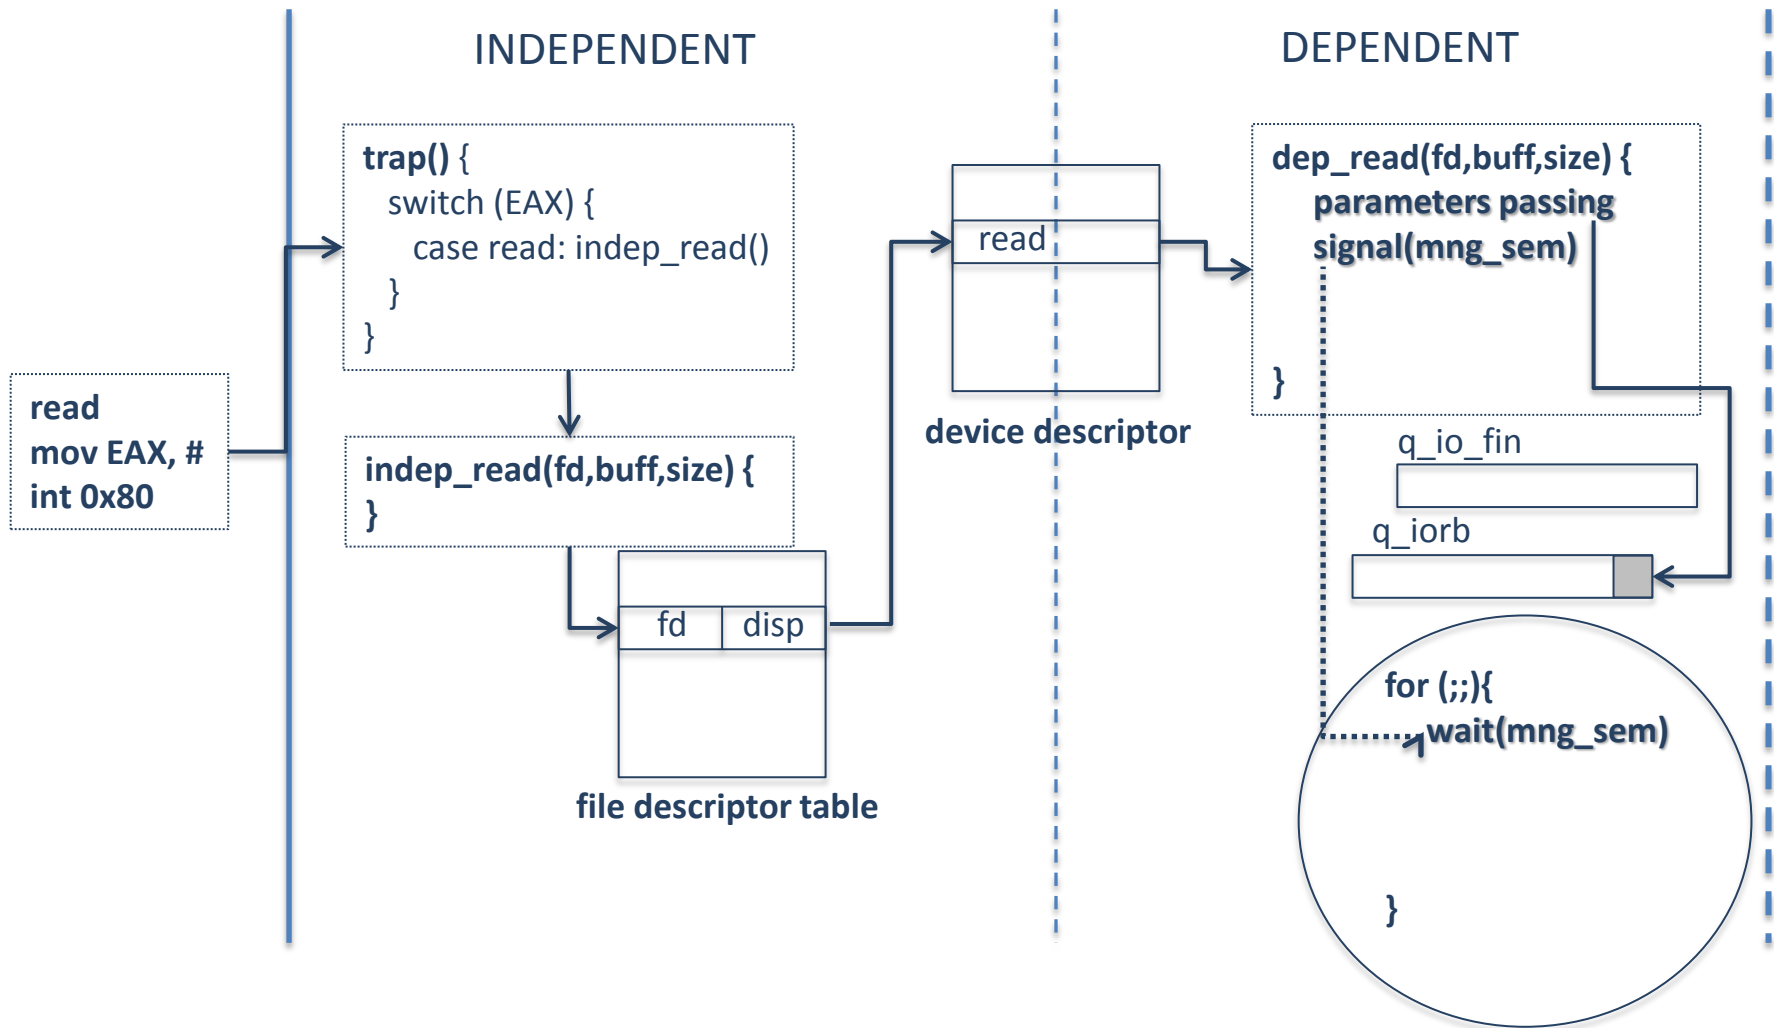 INDEPENDENT
DEPENDENT
trap() {
switch (EAX) {
case read: indep_read()
}
}
read
mov EAX, #
int 0x80
indep_read(fd,buff,size) {
}
fd
disp
file descriptor table
read
device descriptor
dep_read(fd,buff,size) {
parameters passing
signal(mng_sem)
}
q_io_fin
q_iorb
for (;;){
wait(mng_sem)
}